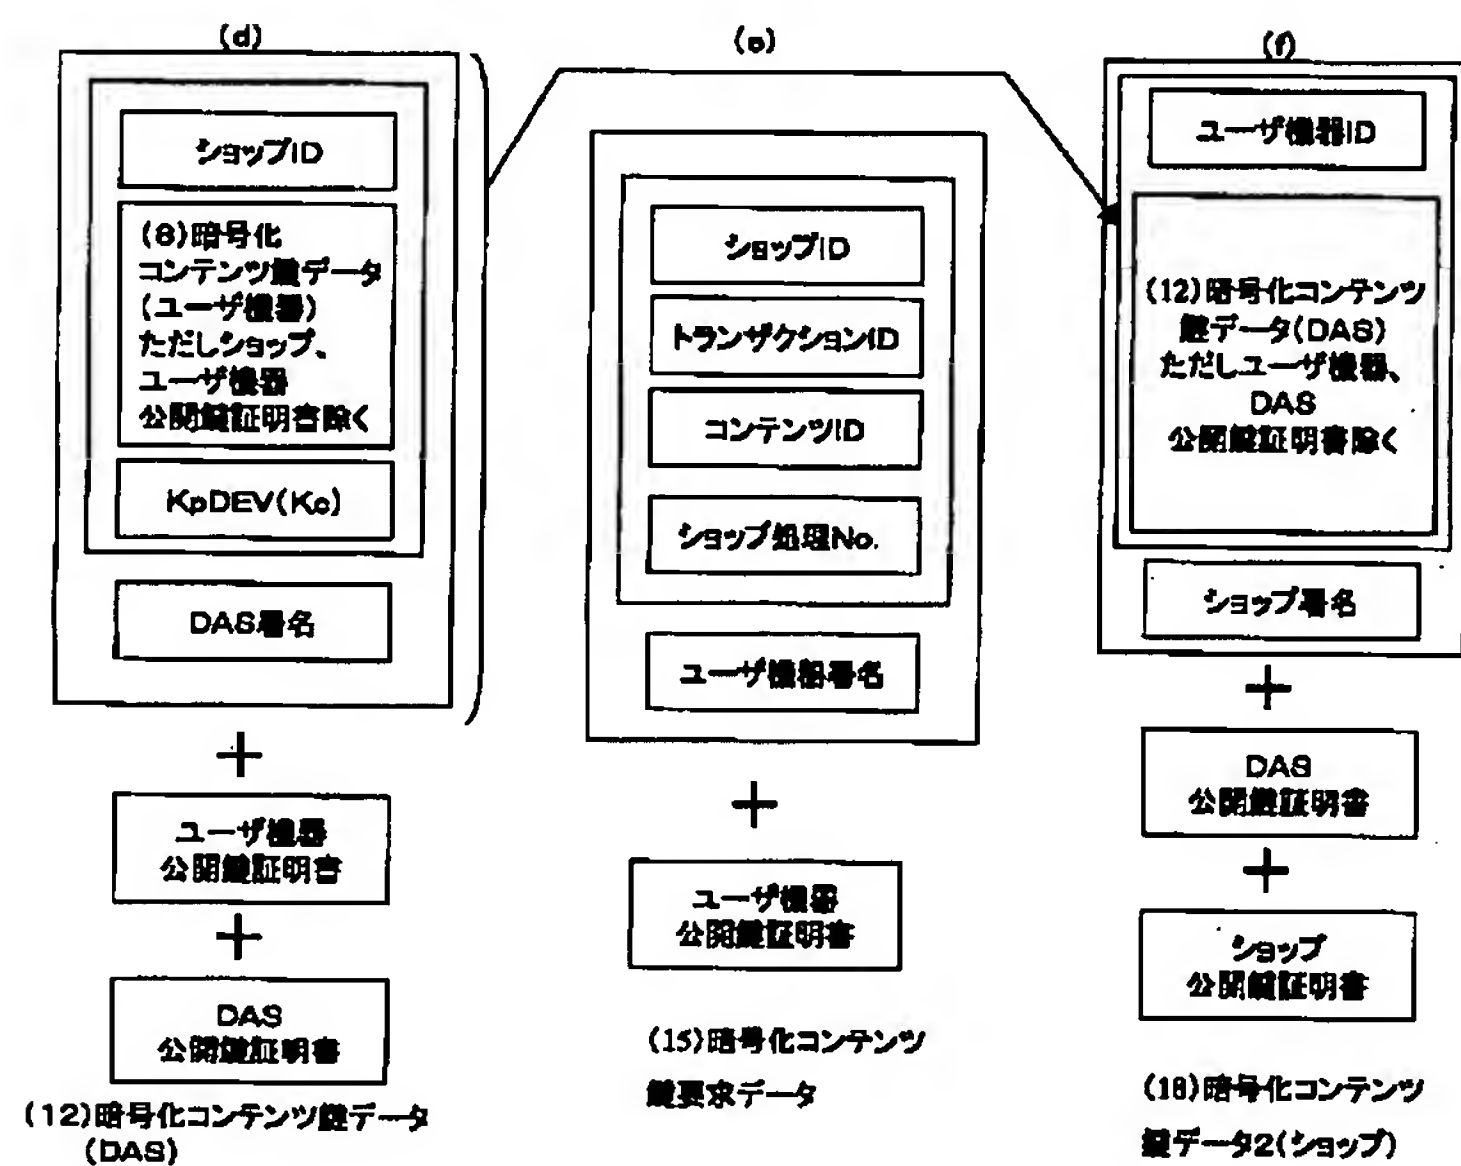 (d)
ショップID
(8)暗号化
コンテンツ鍵データ
(ユーザ機器)
ただしショップ、
ユーザ機器
公開鍵証明書除く
KpDEV(Kc)
DAS署名
+
ユーザ機器
公開鍵証明書
+
DAS
公開鍵証明書
(12)暗号化コンテンツ鍵データ
(DAS)
(e)
ショップID
トランザクションID
コンテンツID
ショップ処理No.
ユーザ機器署名
+
ユーザ機器
公開鍵証明書
(15)暗号化コンテンツ
鍵要求データ
(f)
ユーザ機器ID
(12)暗号化コンテンツ
鍵データ(DAS)
ただしユーザ機器、
DAS
公開鍵証明書除く
ショップ署名
+
DAS
公開鍵証明書
+
ショップ
公開鍵証明書
(18)暗号化コンテンツ
鍵データ2(ショップ)